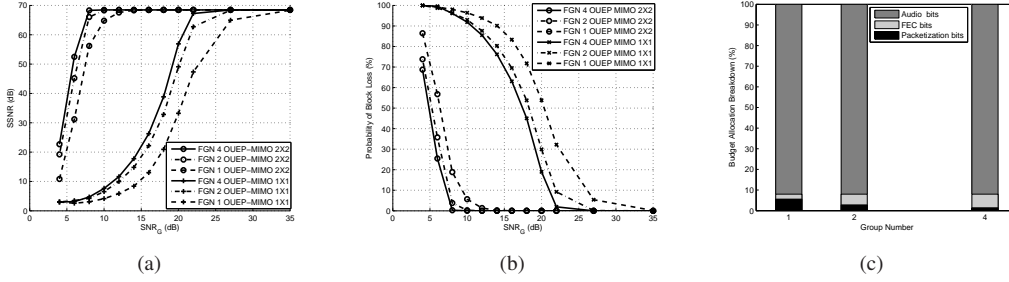 70
60
50
40
30
20
10
0
SSNR (dB)
0 5 10 15 20 25 30 35
SNR_G (dB)
FGN 4 OUEP−MIMO 2X2
FGN 2 OUEP−MIMO 2X2
FGN 1 OUEP−MIMO 2X2
FGN 4 OUEP−MIMO 1X1
FGN 2 OUEP−MIMO 1X1
FGN 1 OUEP−MIMO 1X1
(a)
100
90
80
70
60
50
40
30
20
10
0
Probability of Block Loss (%)
0 5 10 15 20 25 30 35
SNR_G (dB)
FGN 4 OUEP MIMO 2X2
FGN 2 OUEP MIMO 2X2
FGN 1 OUEP MIMO 2X2
FGN 4 OUEP MIMO 1X1
FGN 2 OUEP MIMO 1X1
FGN 1 OUEP MIMO 1X1
(b)
100
90
80
70
60
50
40
30
20
10
0
Budget Allocation Breakdown (%)
1 2 4
Group Number
Audio bits
FEC bits
Packetization bits
(c)